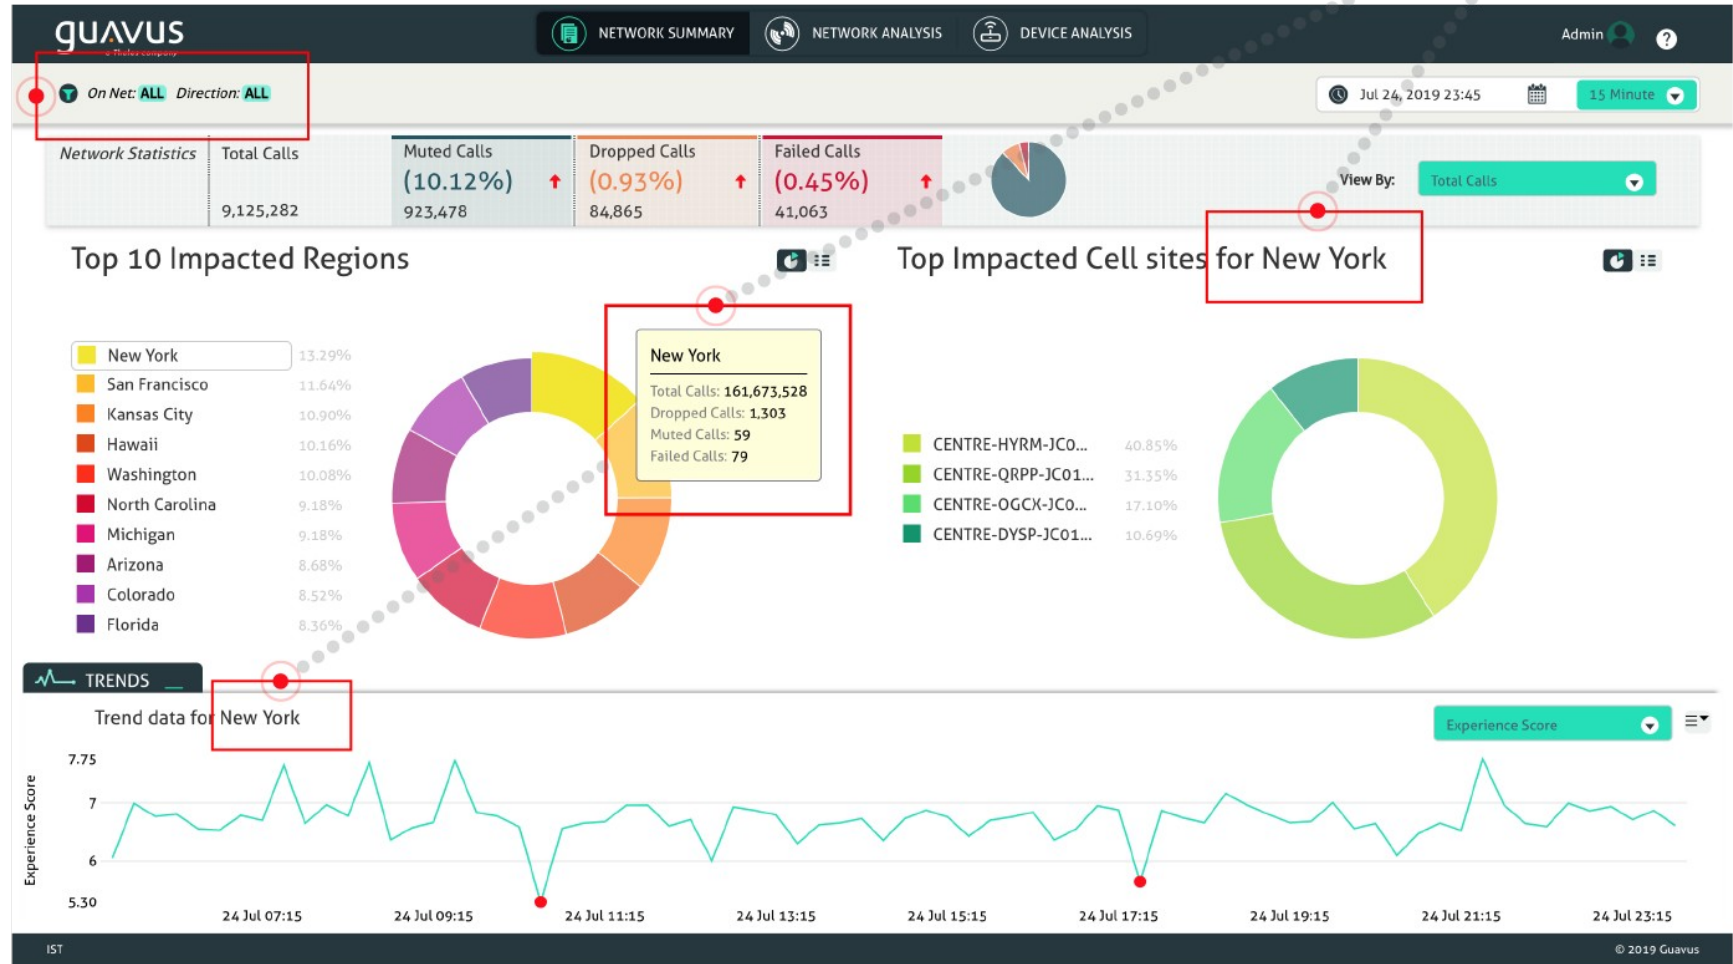 guavus
a Thales company
NETWORK SUMMARY
NETWORK ANALYSIS
DEVICE ANALYSIS
Admin
?
On Net: ALL Direction: ALL
Jul 24, 2019 23:45
15 Minute
Network Statistics
Total Calls
9,125,282
Muted Calls
(10.12%)
923,478
Dropped Calls
(0.93%)
84,865
Failed Calls
(0.45%)
41,063
View By:
Total Calls
Top 10 Impacted Regions
New York 13.29%
San Francisco 11.64%
Kansas City 10.90%
Hawaii 10.16%
Washington 10.08%
North Carolina 9.18%
Michigan 9.18%
Arizona 8.68%
Colorado 8.52%
Florida 8.36%
New York
Total Calls: 161,673,528
Dropped Calls: 1,303
Muted Calls: 59
Failed Calls: 79
Top Impacted Cell sites for New York
CENTRE-HYRM-JC0... 40.85%
CENTRE-QRPP-JC01... 31.35%
CENTRE-OGCX-JC0... 17.10%
CENTRE-DYSP-JC01... 10.69%
TRENDS
Trend data for New York
Experience Score
Experience Score
7.75
7
6
5.30
24 Jul 07:15
24 Jul 09:15
24 Jul 11:15
24 Jul 13:15
24 Jul 15:15
24 Jul 17:15
24 Jul 19:15
24 Jul 21:15
24 Jul 23:15
IST
© 2019 Guavus